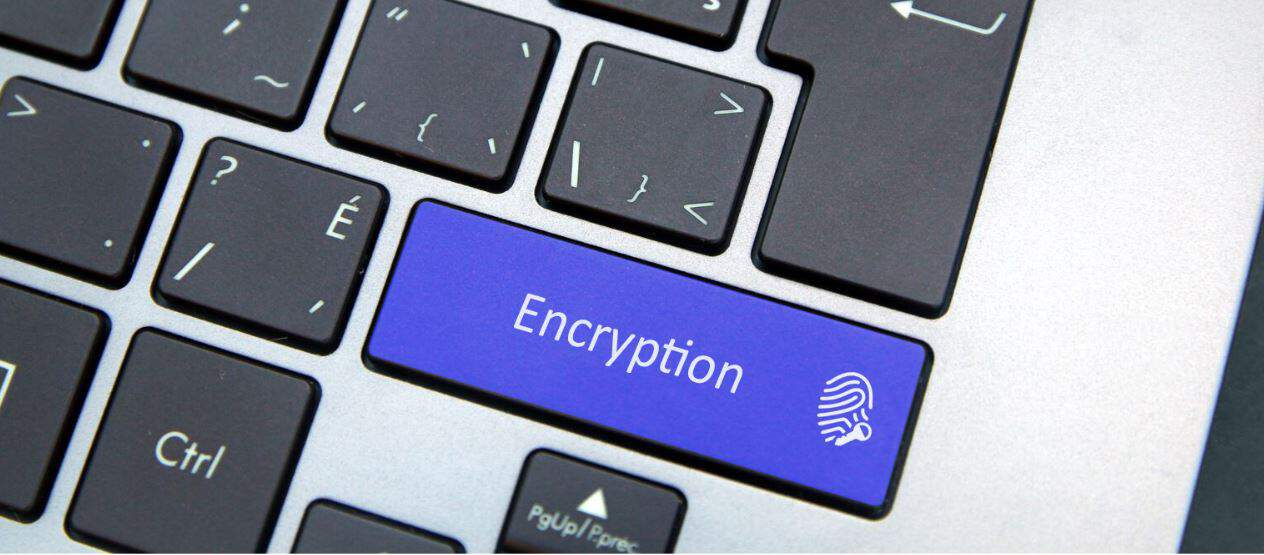 ; ~
" ` ' { `
| > \ } <
> . .
? É / ,
Encryption
Ctrl
PgUp/P.préc